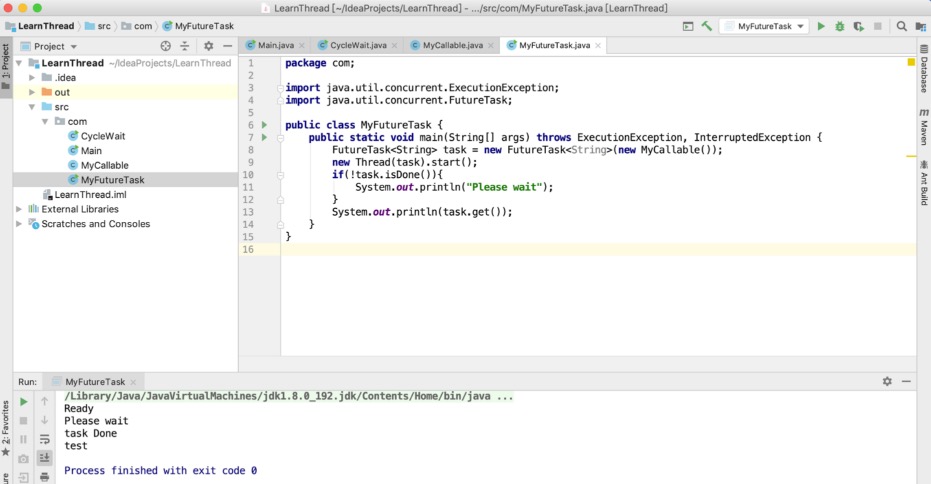 LearnThread [~/IdeaProjects/LearnThread] - .../src/com/MyFutureTask.java [LearnThread]
LearnThread src com MyFutureTask
MyFutureTask
1: Project
Project
Main.java CycleWait.java MyCallable.java MyFutureTask.java
LearnThread ~/IdeaProjects/LearnThread
.idea
out
src
com
CycleWait
Main
MyCallable
MyFutureTask
LearnThread.iml
External Libraries
Scratches and Consoles
1 package com;
2
3 import java.util.concurrent.ExecutionException;
4 import java.util.concurrent.FutureTask;
5
6 public class MyFutureTask {
7 public static void main(String[] args) throws ExecutionException, InterruptedException {
8 FutureTask<String> task = new FutureTask<String>(new MyCallable());
9 new Thread(task).start();
10 if(!task.isDone()){
11 System.out.println("Please wait");
12 }
13 System.out.println(task.get());
14 }
15 }
16
Database
m Maven
Ant Build
Run: MyFutureTask
/Library/Java/JavaVirtualMachines/jdk1.8.0_192.jdk/Contents/Home/bin/java ...
Ready
Please wait
task Done
test
Process finished with exit code 0
2: Favorites